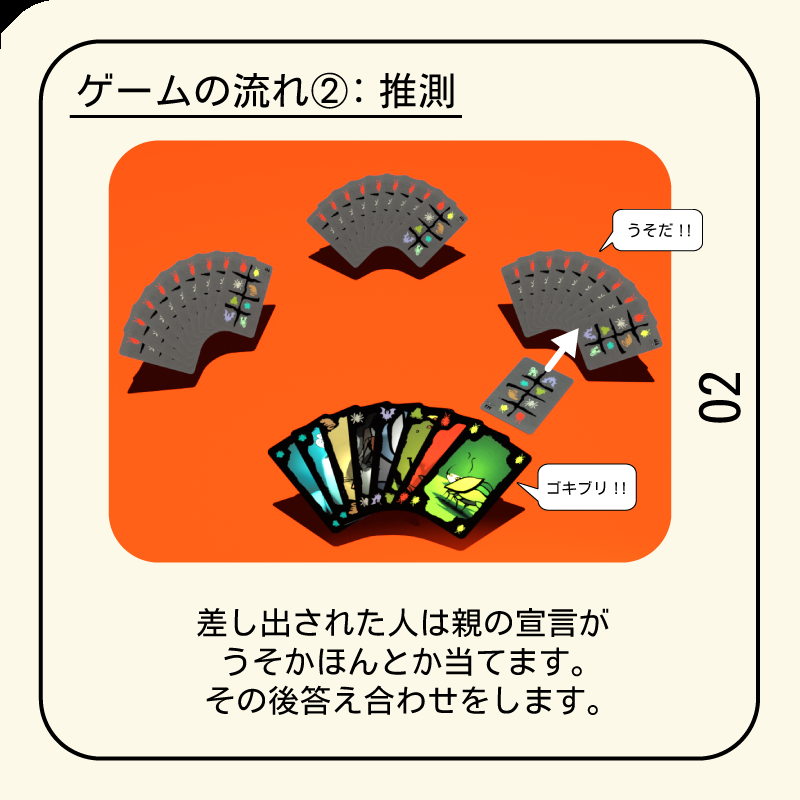 ゲームの流れ②：推測
うそだ !!
02
ゴキブリ !!
差し出された人は親の宣言が
うそかほんとか当てます。
その後答え合わせをします。